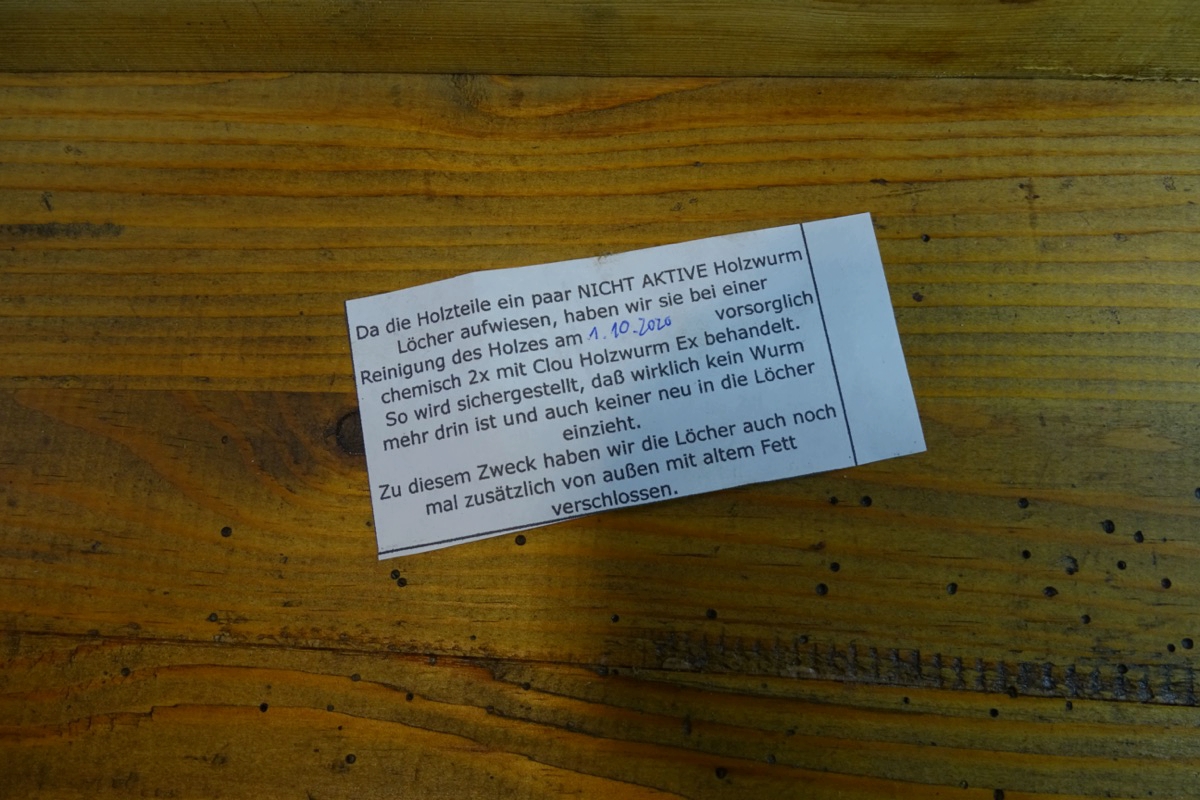 Da die Holzteile ein paar NICHT AKTIVE Holzwurm
Löcher aufwiesen, haben wir sie bei einer
Reinigung des Holzes am 1.10.2020 vorsorglich
chemisch 2x mit Clou Holzwurm Ex behandelt.
So wird sichergestellt, daß wirklich kein Wurm
mehr drin ist und auch keiner neu in die Löcher
einzieht.
Zu diesem Zweck haben wir die Löcher auch noch
mal zusätzlich von außen mit altem Fett
verschlossen.